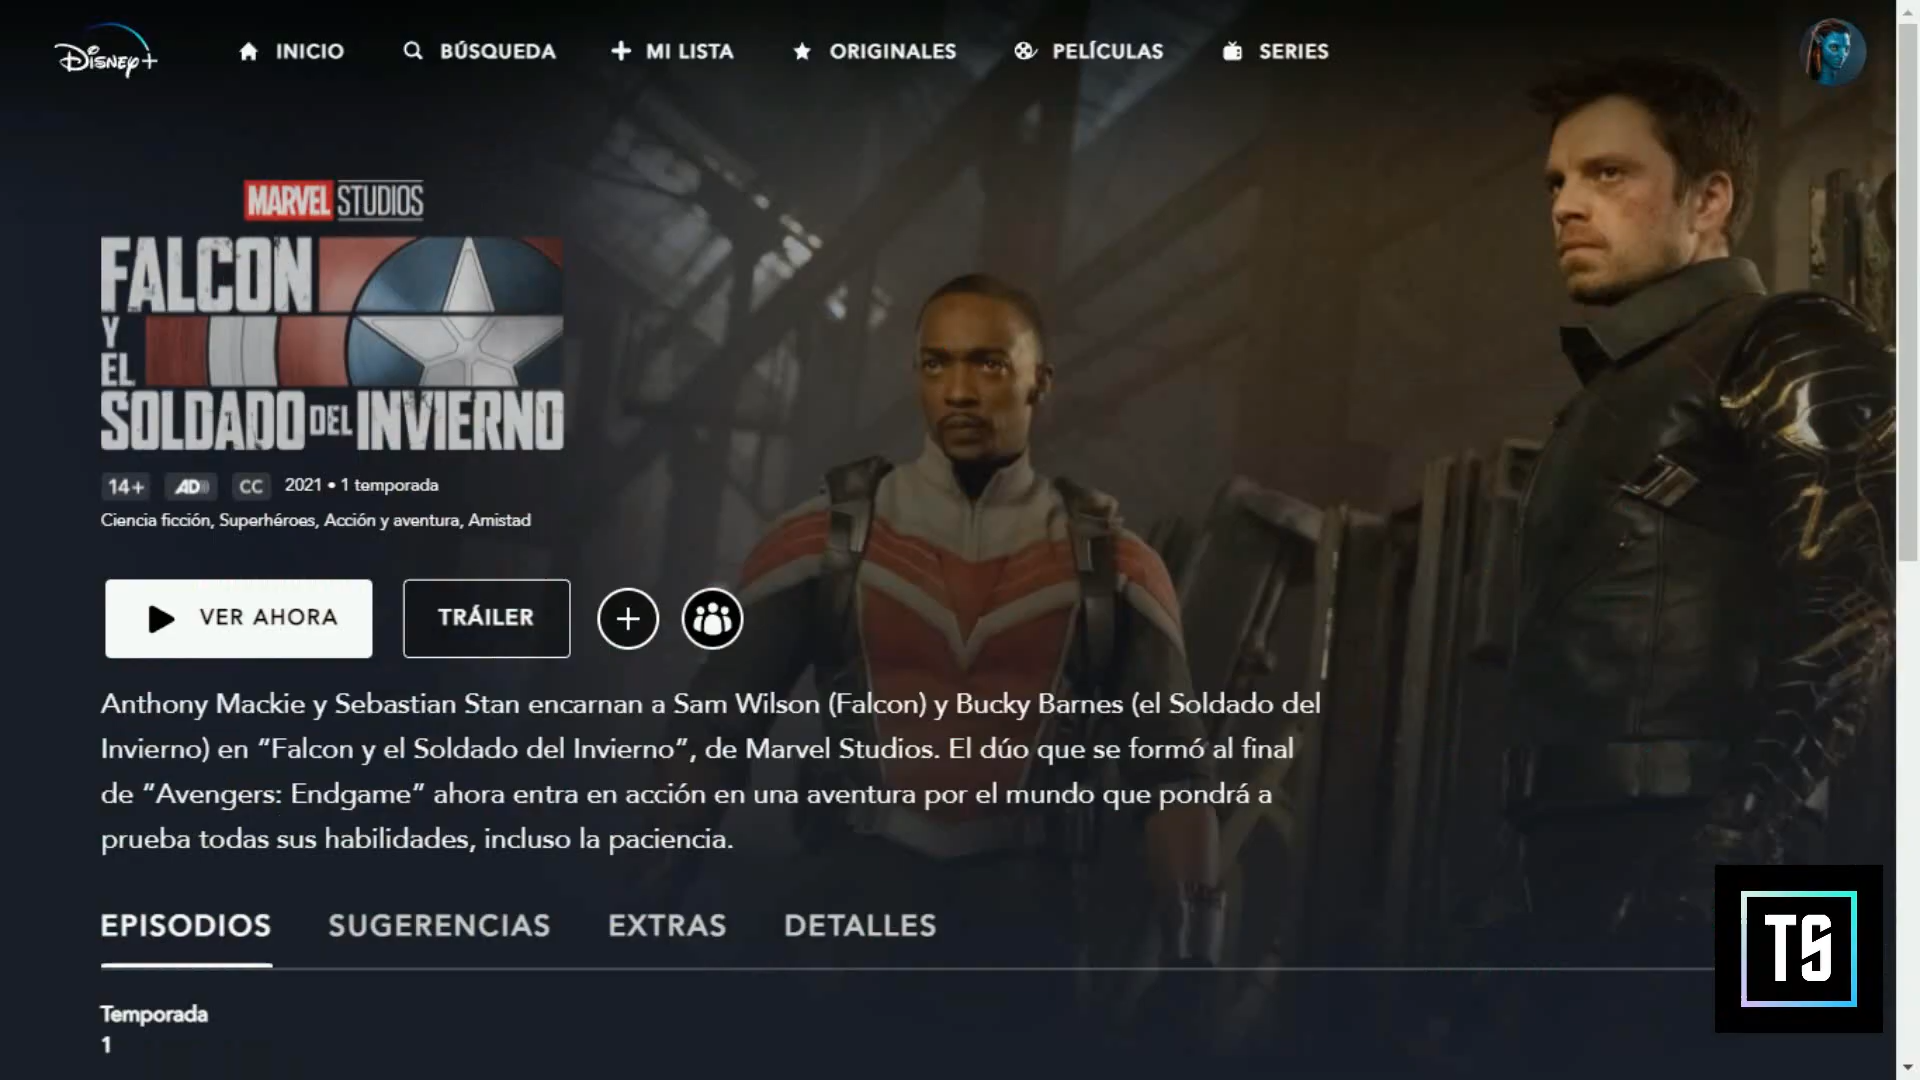 Disney+
INICIO
BÚSQUEDA
MI LISTA
ORIGINALES
PELÍCULAS
SERIES
MARVEL STUDIOS
FALCON
Y
EL
SOLDADO DEL INVIERNO
14+ AD CC 2021 • 1 temporada
Ciencia ficción, Superhéroes, Acción y aventura, Amistad
VER AHORA
TRÁILER
Anthony Mackie y Sebastian Stan encarnan a Sam Wilson (Falcon) y Bucky Barnes (el Soldado del
Invierno) en “Falcon y el Soldado del Invierno”, de Marvel Studios. El dúo que se formó al final
de “Avengers: Endgame” ahora entra en acción en una aventura por el mundo que pondrá a
prueba todas sus habilidades, incluso la paciencia.
EPISODIOS
SUGERENCIAS
EXTRAS
DETALLES
TS
Temporada
1